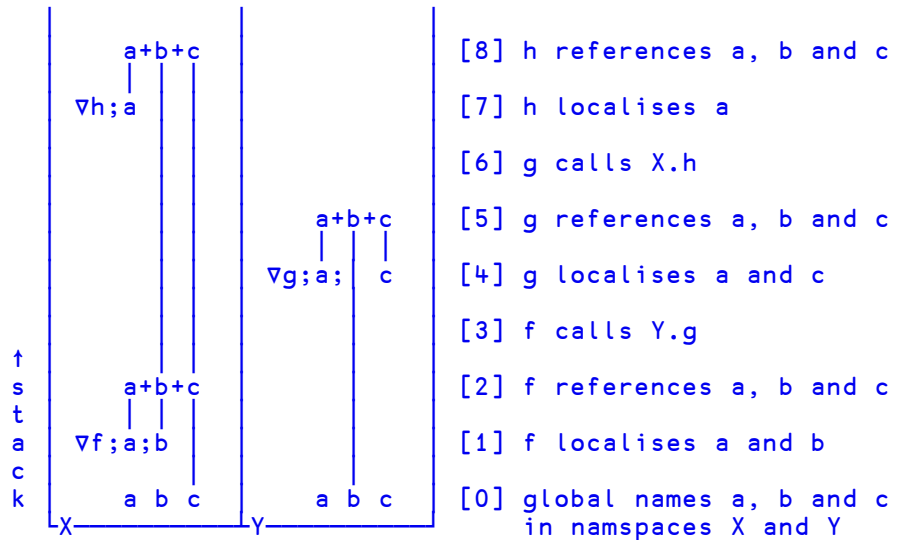 a+b+c [8] h references a, b and c
∇h;a [7] h localises a
[6] g calls X.h
a+b+c [5] g references a, b and c
∇g;a; c [4] g localises a and c
[3] f calls Y.g
↑
s a+b+c [2] f references a, b and c
t
a ∇f;a;b [1] f localises a and b
c
k a b c a b c [0] global names a, b and c
X Y in namspaces X and Y